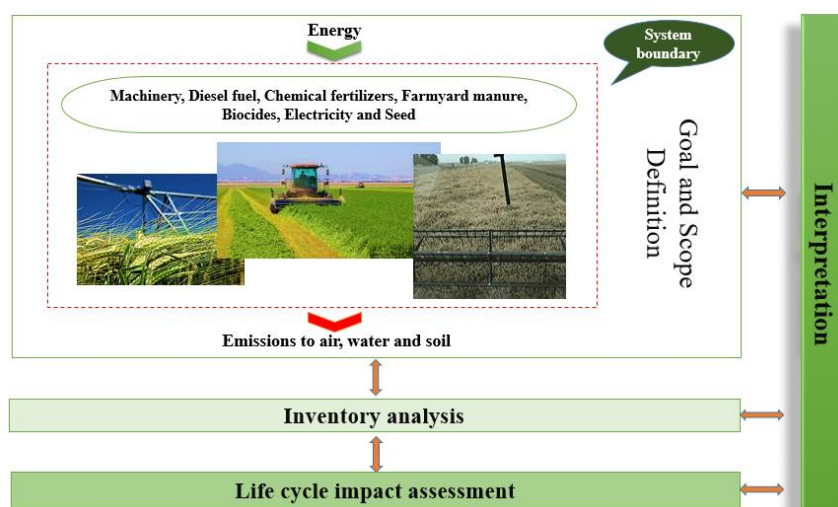 Energy
System
boundary
Machinery, Diesel fuel, Chemical fertilizers, Farmyard manure,
Biocides, Electricity and Seed
Goal and Scope
Definition
Emissions to air, water and soil
Inventory analysis
Life cycle impact assessment
Interpretation